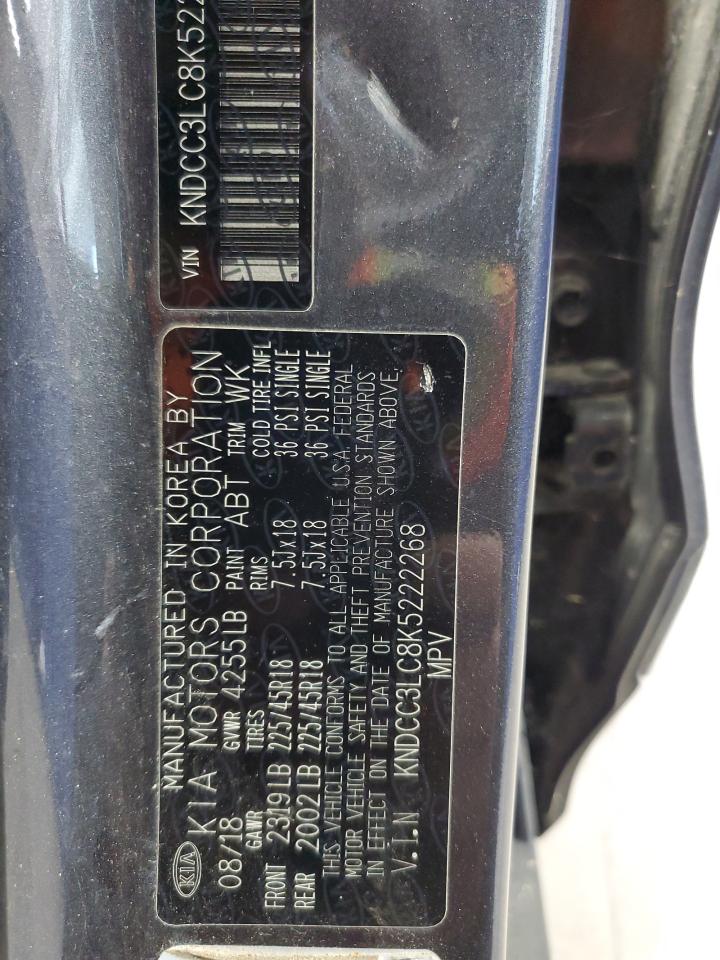 KIA
MANUFACTURED IN KOREA BY
KIA MOTORS CORPORATION
08/18 GVWR 4255LB PAINT ABT TRIM WK
GAWR TIRES RIMS COLD TIRE INFL
FRONT 2319LB 225/45R18 7.5Jx18 36 PSI SINGLE
REAR 2002LB 225/45R18 7.5Jx18 36 PSI SINGLE
THIS VEHICLE CONFORMS TO ALL APPLICABLE U.S.A. FEDERAL
MOTOR VEHICLE SAFETY AND THEFT PREVENTION STANDARDS
IN EFFECT ON THE DATE OF MANUFACTURE SHOWN ABOVE.
V.I.N KNDCC3LC8K5222268
MPV
VIN KNDCC3LC8K522